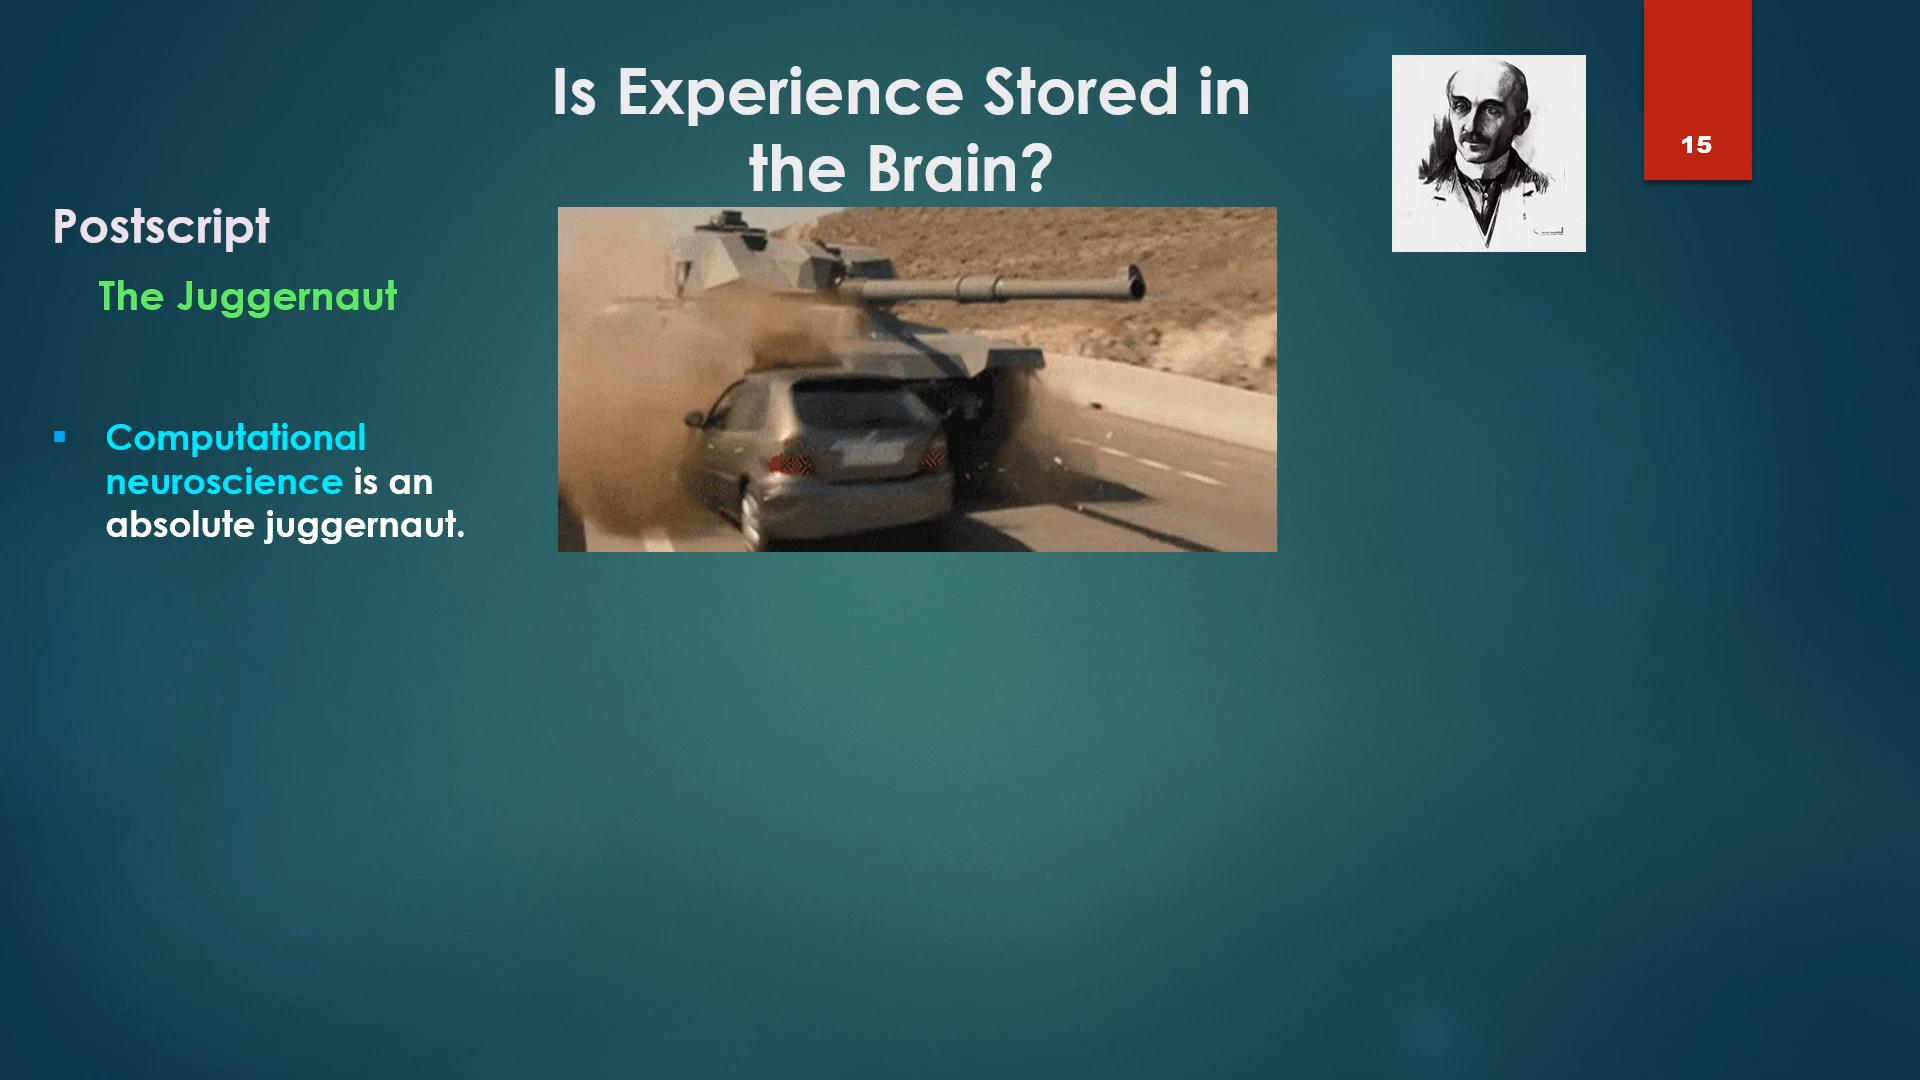 Is Experience Stored in
the Brain?
15
Postscript
The Juggernaut
Computational
neuroscience is an
absolute juggernaut.